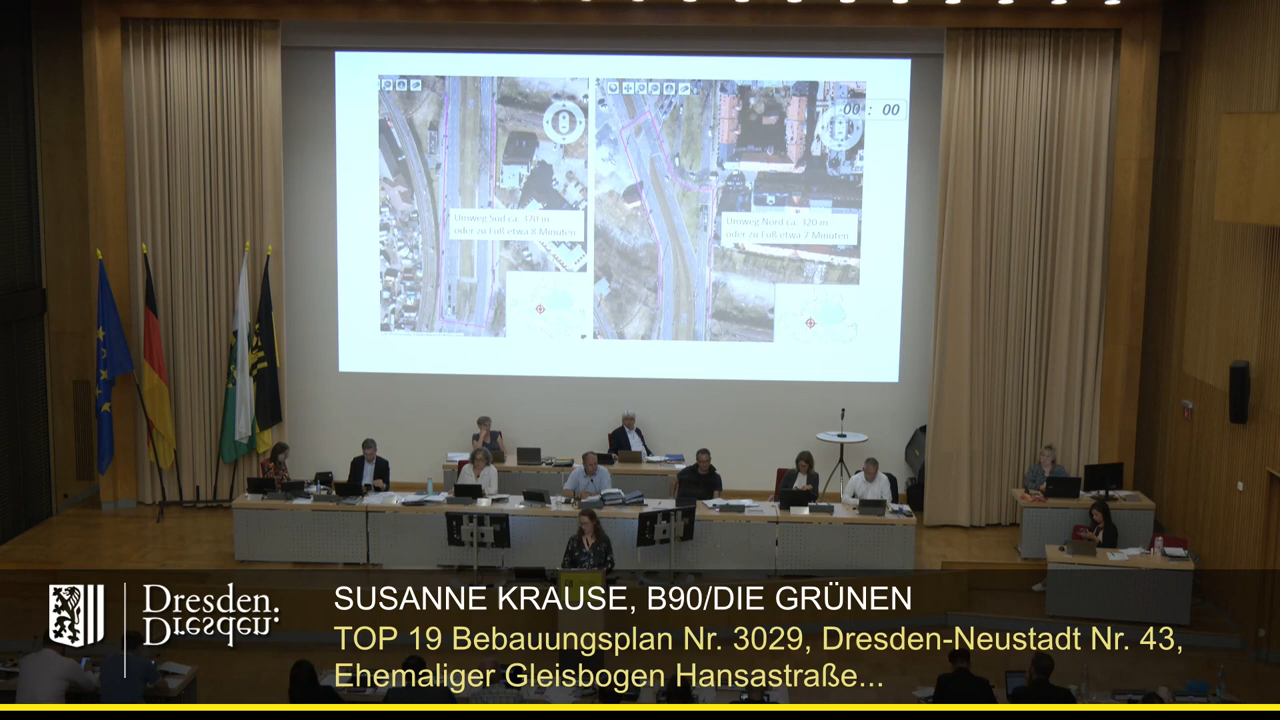 00 : 00
Umweg Süd ca. 370 m
oder zu Fuß etwa 8 Minuten
Umweg Nord ca. 320 m
oder zu Fuß etwa 7 Minuten
Dresden.
Dresden.
SUSANNE KRAUSE, B90/DIE GRÜNEN
TOP 19 Bebauungsplan Nr. 3029, Dresden-Neustadt Nr. 43,
Ehemaliger Gleisbogen Hansastraße...